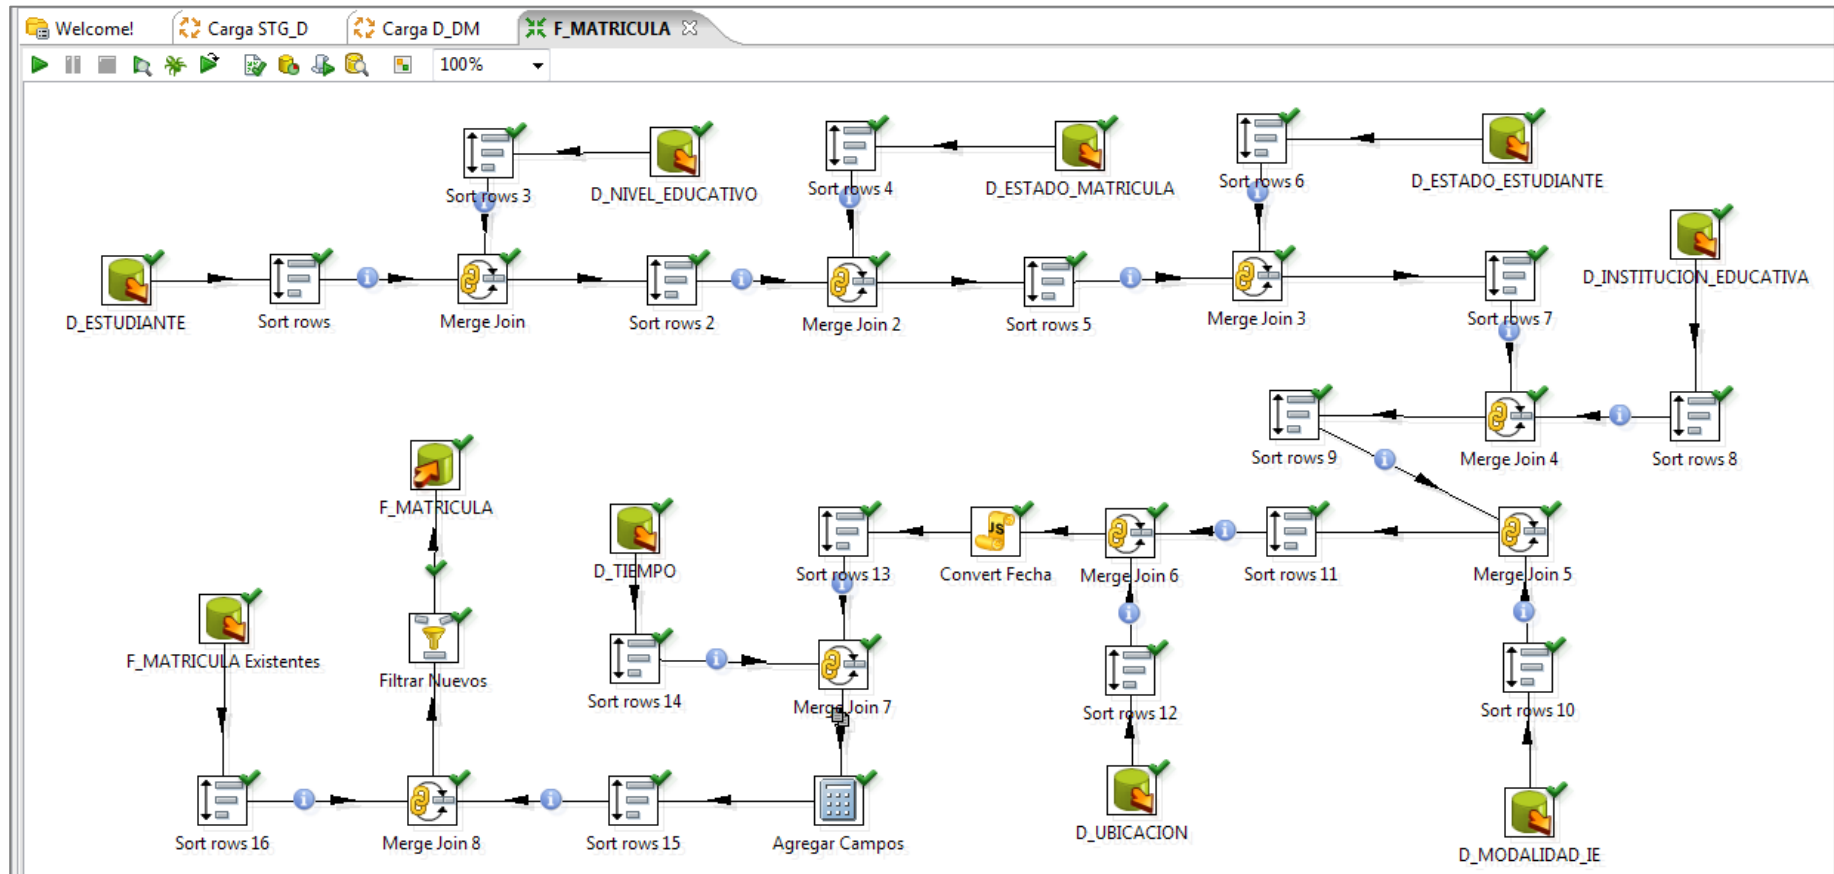 Welcome!
Carga STG_D
Carga D_DM
F_MATRICULA
100%
Sort rows 3
D_NIVEL_EDUCATIVO
Sort rows 4
D_ESTADO_MATRICULA
Sort rows 6
D_ESTADO_ESTUDIANTE
D_INSTITUCION_EDUCATIVA
D_ESTUDIANTE
Sort rows
Merge Join
Sort rows 2
Merge Join 2
Sort rows 5
Merge Join 3
Sort rows 7
Sort rows 9
Merge Join 4
Sort rows 8
F_MATRICULA
D_TIEMPO
Sort rows 13
JS
Convert Fecha
Merge Join 6
Sort rows 11
Merge Join 5
F_MATRICULA Existentes
Filtrar Nuevos
Sort rows 14
Merge Join 7
Sort rows 12
Sort rows 10
Sort rows 16
Merge Join 8
Sort rows 15
Agregar Campos
D_UBICACION
D_MODALIDAD_IE